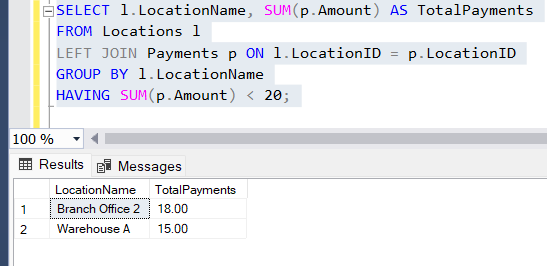 SELECT l.LocationName, SUM(p.Amount) AS TotalPayments
FROM Locations l
LEFT JOIN Payments p ON l.LocationID = p.LocationID
GROUP BY l.LocationName
HAVING SUM(p.Amount) < 20;
100 %
Results Messages
LocationName TotalPayments
1 Branch Office 2 18.00
2 Warehouse A 15.00